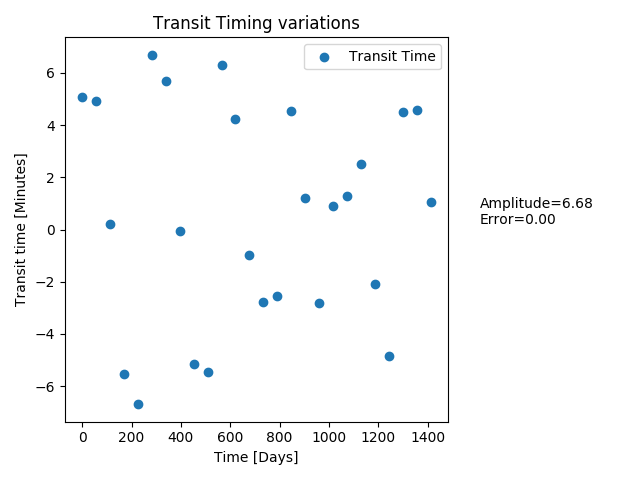 Transit Timing variations
Transit Time
6
4
2
0
−2
−4
−6
Transit time [Minutes]
Amplitude=6.68
Error=0.00
0 200 400 600 800 1000 1200 1400
Time [Days]